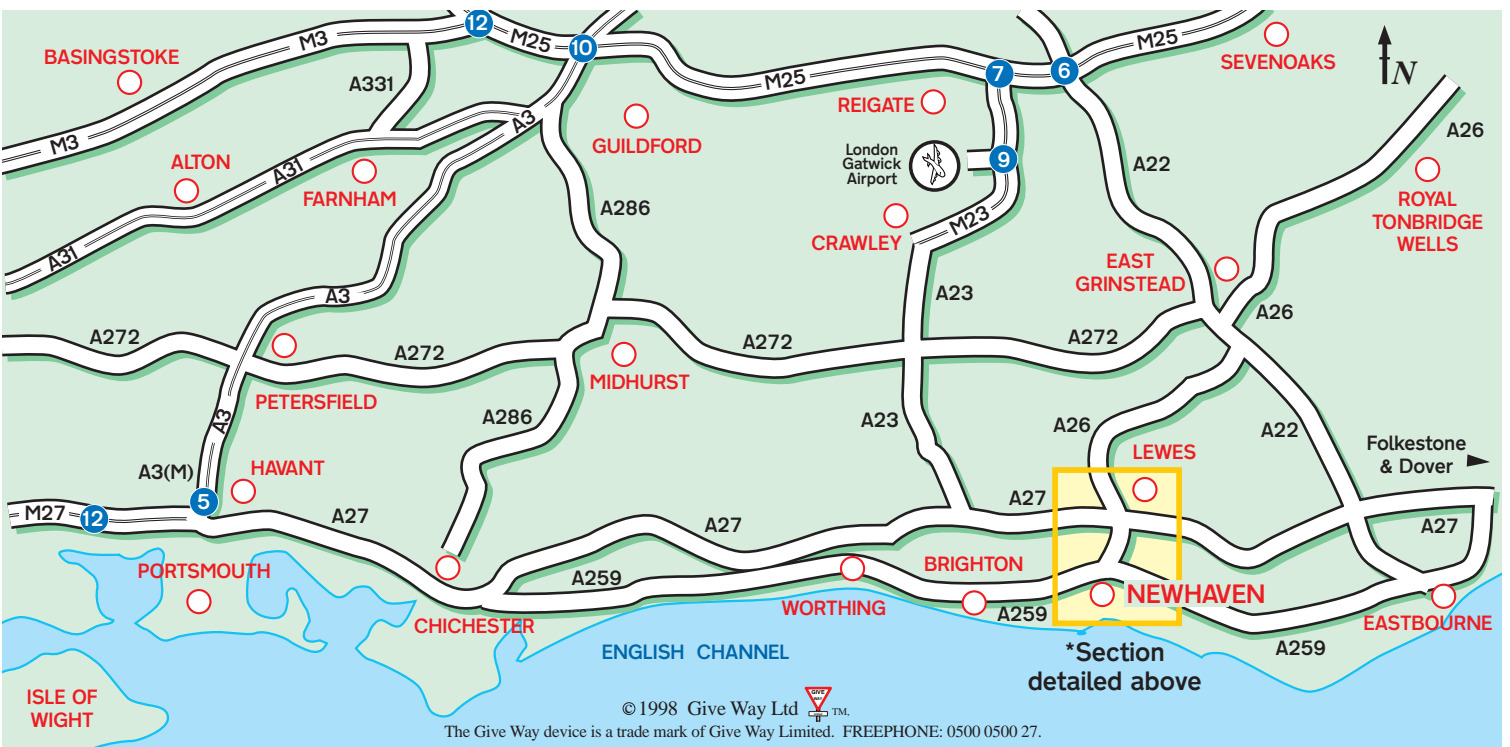 12
M25
10
M3
BASINGSTOKE
A331
M25
7
6
M25
SEVENOAKS
N
REIGATE
A3
GUILDFORD
M3
ALTON
A31
FARNHAM
London
Gatwick
Airport
9
A22
A26
ROYAL
TONBRIDGE
WELLS
A286
M23
CRAWLEY
A31
EAST
GRINSTEAD
A3
A23
A26
A272
A272
A272
A272
MIDHURST
PETERSFIELD
A3
A286
A23
A26
A22
Folkestone
& Dover
LEWES
HAVANT
A3(M)
5
M27
12
A27
A27
A27
A27
PORTSMOUTH
A259
BRIGHTON
NEWHAVEN
WORTHING
A259
CHICHESTER
EASTBOURNE
A259
ENGLISH CHANNEL
*Section
detailed above
ISLE OF
WIGHT
© 1998 Give Way Ltd
GIVE
WAY
TM.
The Give Way device is a trade mark of Give Way Limited. FREEPHONE: 0500 0500 27.